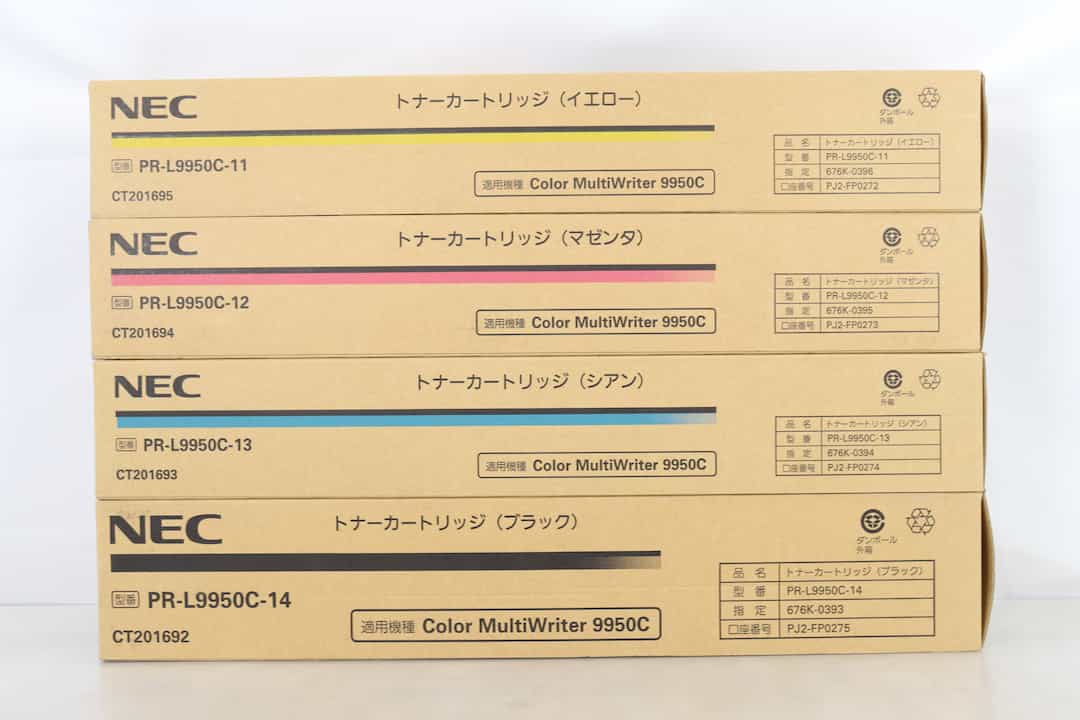 NEC
トナーカートリッジ（イエロー）
ダンボール
外箱
型番 PR-L9950C-11
CT201695
適用機種 Color MultiWriter 9950C
品 名 トナーカートリッジ（イエロー）
型 番 PR-L9950C-11
指 定 676K-0396
口座番号 PJ2-FP0272
NEC
トナーカートリッジ（マゼンタ）
ダンボール
外箱
型番 PR-L9950C-12
CT201694
適用機種 Color MultiWriter 9950C
品 名 トナーカートリッジ（マゼンタ）
型 番 PR-L9950C-12
指 定 676K-0395
口座番号 PJ2-FP0273
NEC
トナーカートリッジ（シアン）
ダンボール
外箱
型番 PR-L9950C-13
CT201693
適用機種 Color MultiWriter 9950C
品 名 トナーカートリッジ（シアン）
型 番 PR-L9950C-13
指 定 676K-0394
口座番号 PJ2-FP0274
NEC
トナーカートリッジ（ブラック）
ダンボール
外箱
型番 PR-L9950C-14
CT201692
適用機種 Color MultiWriter 9950C
品 名 トナーカートリッジ（ブラック）
型 番 PR-L9950C-14
指 定 676K-0393
口座番号 PJ2-FP0275